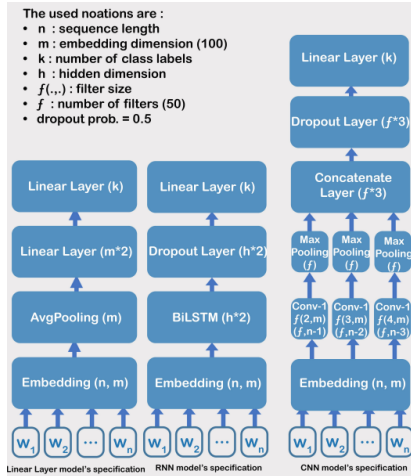 The used noations are :
• n : sequence length
• m : embedding dimension (100)
• k : number of class labels
• h : hidden dimension
• ƒ(.,.) : filter size
• ƒ : number of filters (50)
• dropout prob. = 0.5
Linear Layer (k)
Linear Layer (m*2)
AvgPooling (m)
Embedding (n, m)
W1 W2 ··· Wn
Linear Layer model's specification
Linear Layer (k)
Dropout Layer (h*2)
BiLSTM (h*2)
Embedding (n, m)
W1 W2 ··· Wn
RNN model's specification
Linear Layer (k)
Dropout Layer (ƒ*3)
Concatenate
Layer (ƒ*3)
Max
Pooling
(ƒ)
Max
Pooling
(ƒ)
Max
Pooling
(ƒ)
Conv-1
ƒ(2,m)
(ƒ,n-1)
Conv-1
ƒ(3,m)
(ƒ,n-2)
Conv-1
ƒ(4,m)
(ƒ,n-3)
Embedding (n, m)
W1 W2 ··· Wn
CNN model's specification